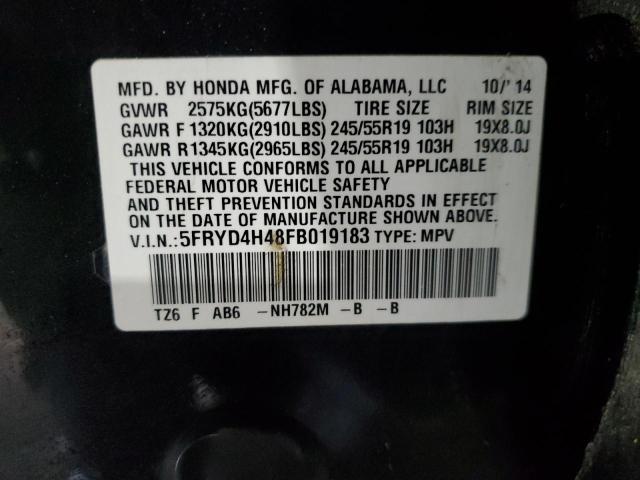 MFD. BY HONDA MFG. OF ALABAMA, LLC 10/' 14
GVWR 2575KG(5677LBS) TIRE SIZE RIM SIZE
GAWR F 1320KG(2910LBS) 245/55R19 103H 19X8.0J
GAWR R 1345KG(2965LBS) 245/55R19 103H 19X8.0J
THIS VEHICLE CONFORMS TO ALL APPLICABLE
FEDERAL MOTOR VEHICLE SAFETY
AND THEFT PREVENTION STANDARDS IN EFFECT
ON THE DATE OF MANUFACTURE SHOWN ABOVE.
V.I.N.:5FRYD4H48FB019183 TYPE: MPV
TZ6 F AB6 -NH782M -B -B